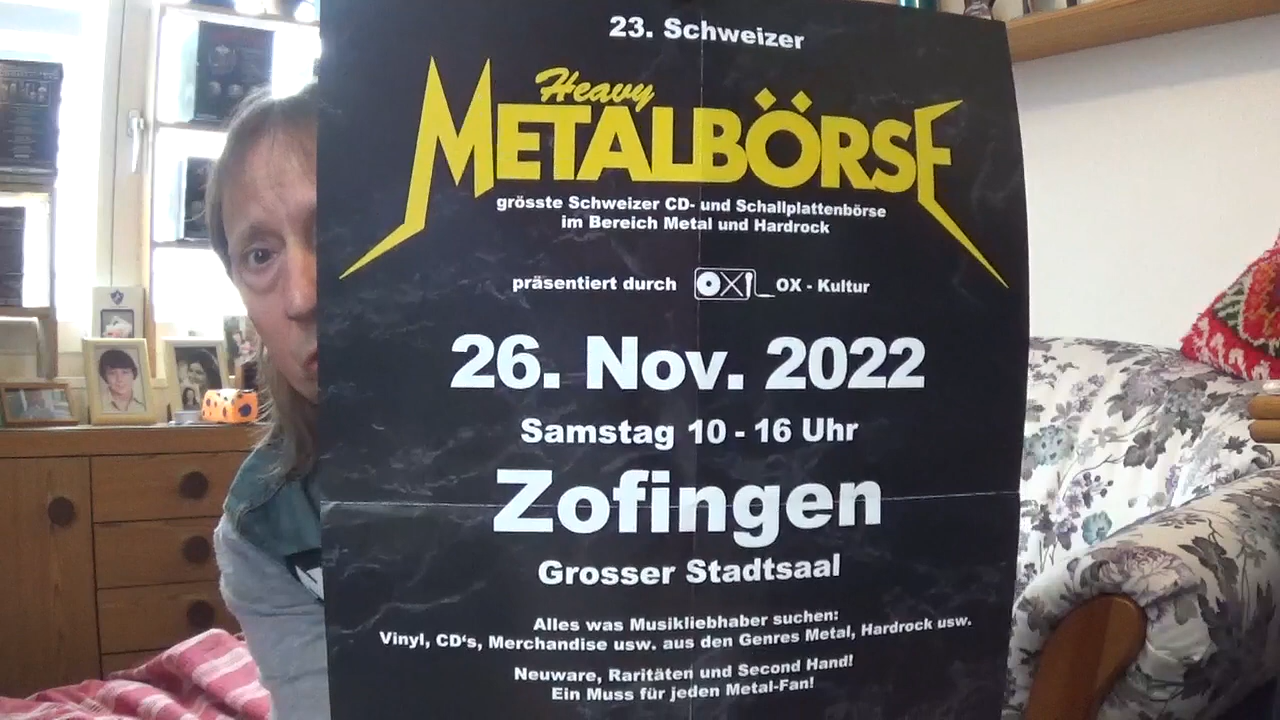 23. Schweizer
Heavy
METALBÖRSE
grösste Schweizer CD- und Schallplattenbörse
im Bereich Metal und Hardrock
präsentiert durch OX - Kultur
26. Nov. 2022
Samstag 10 - 16 Uhr
Zofingen
Grosser Stadtsaal
Alles was Musikliebhaber suchen:
Vinyl, CD's, Merchandise usw. aus den Genres Metal, Hardrock usw.
Neuware, Raritäten und Second Hand!
Ein Muss für jeden Metal-Fan!